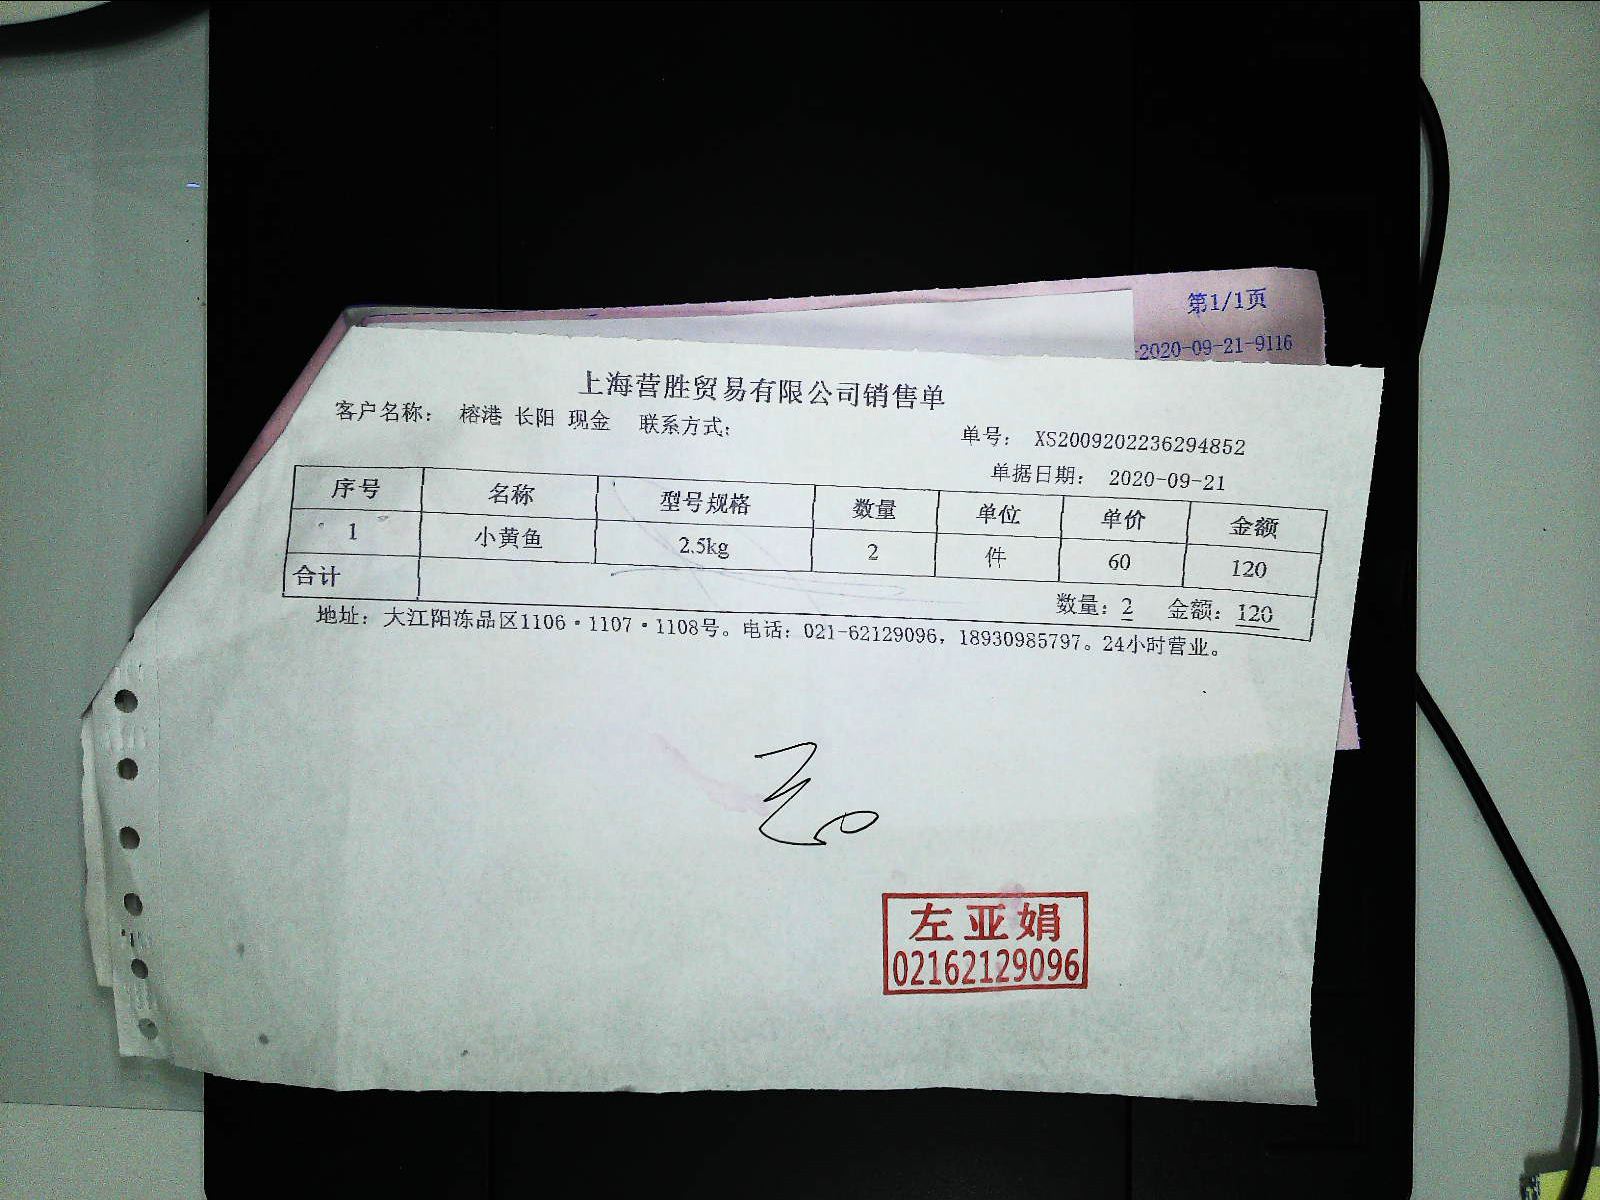 第1/1页
-2020-09-21-9116
上海营胜贸易有限公司销售单
客户名称： 榕港 长阳 现金 联系方式： 单号： XS2009202236294852
单据日期： 2020-09-21
序号 名称 型号规格 数量 单位 单价 金额
1 小黄鱼 2.5kg 2 件 60 120
合计 数量：2 金额：120
地址：大江阳冻品区1106·1107·1108号。电话：021-62129096，18930985797。24小时营业。
左亚娟
02162129096